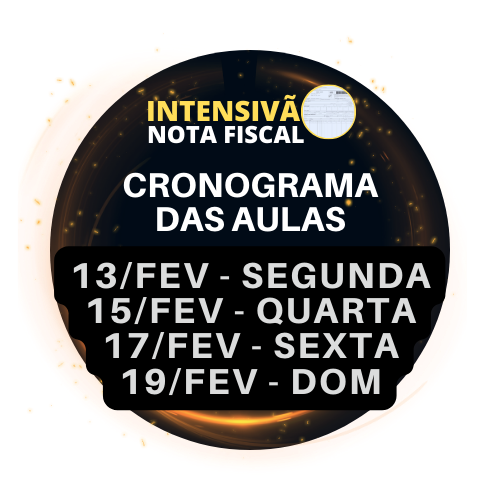 INTENSIVÃ
NOTA FISCAL
CRONOGRAMA
DAS AULAS
13/FEV - SEGUNDA
15/FEV - QUARTA
17/FEV - SEXTA
19/FEV - DOM